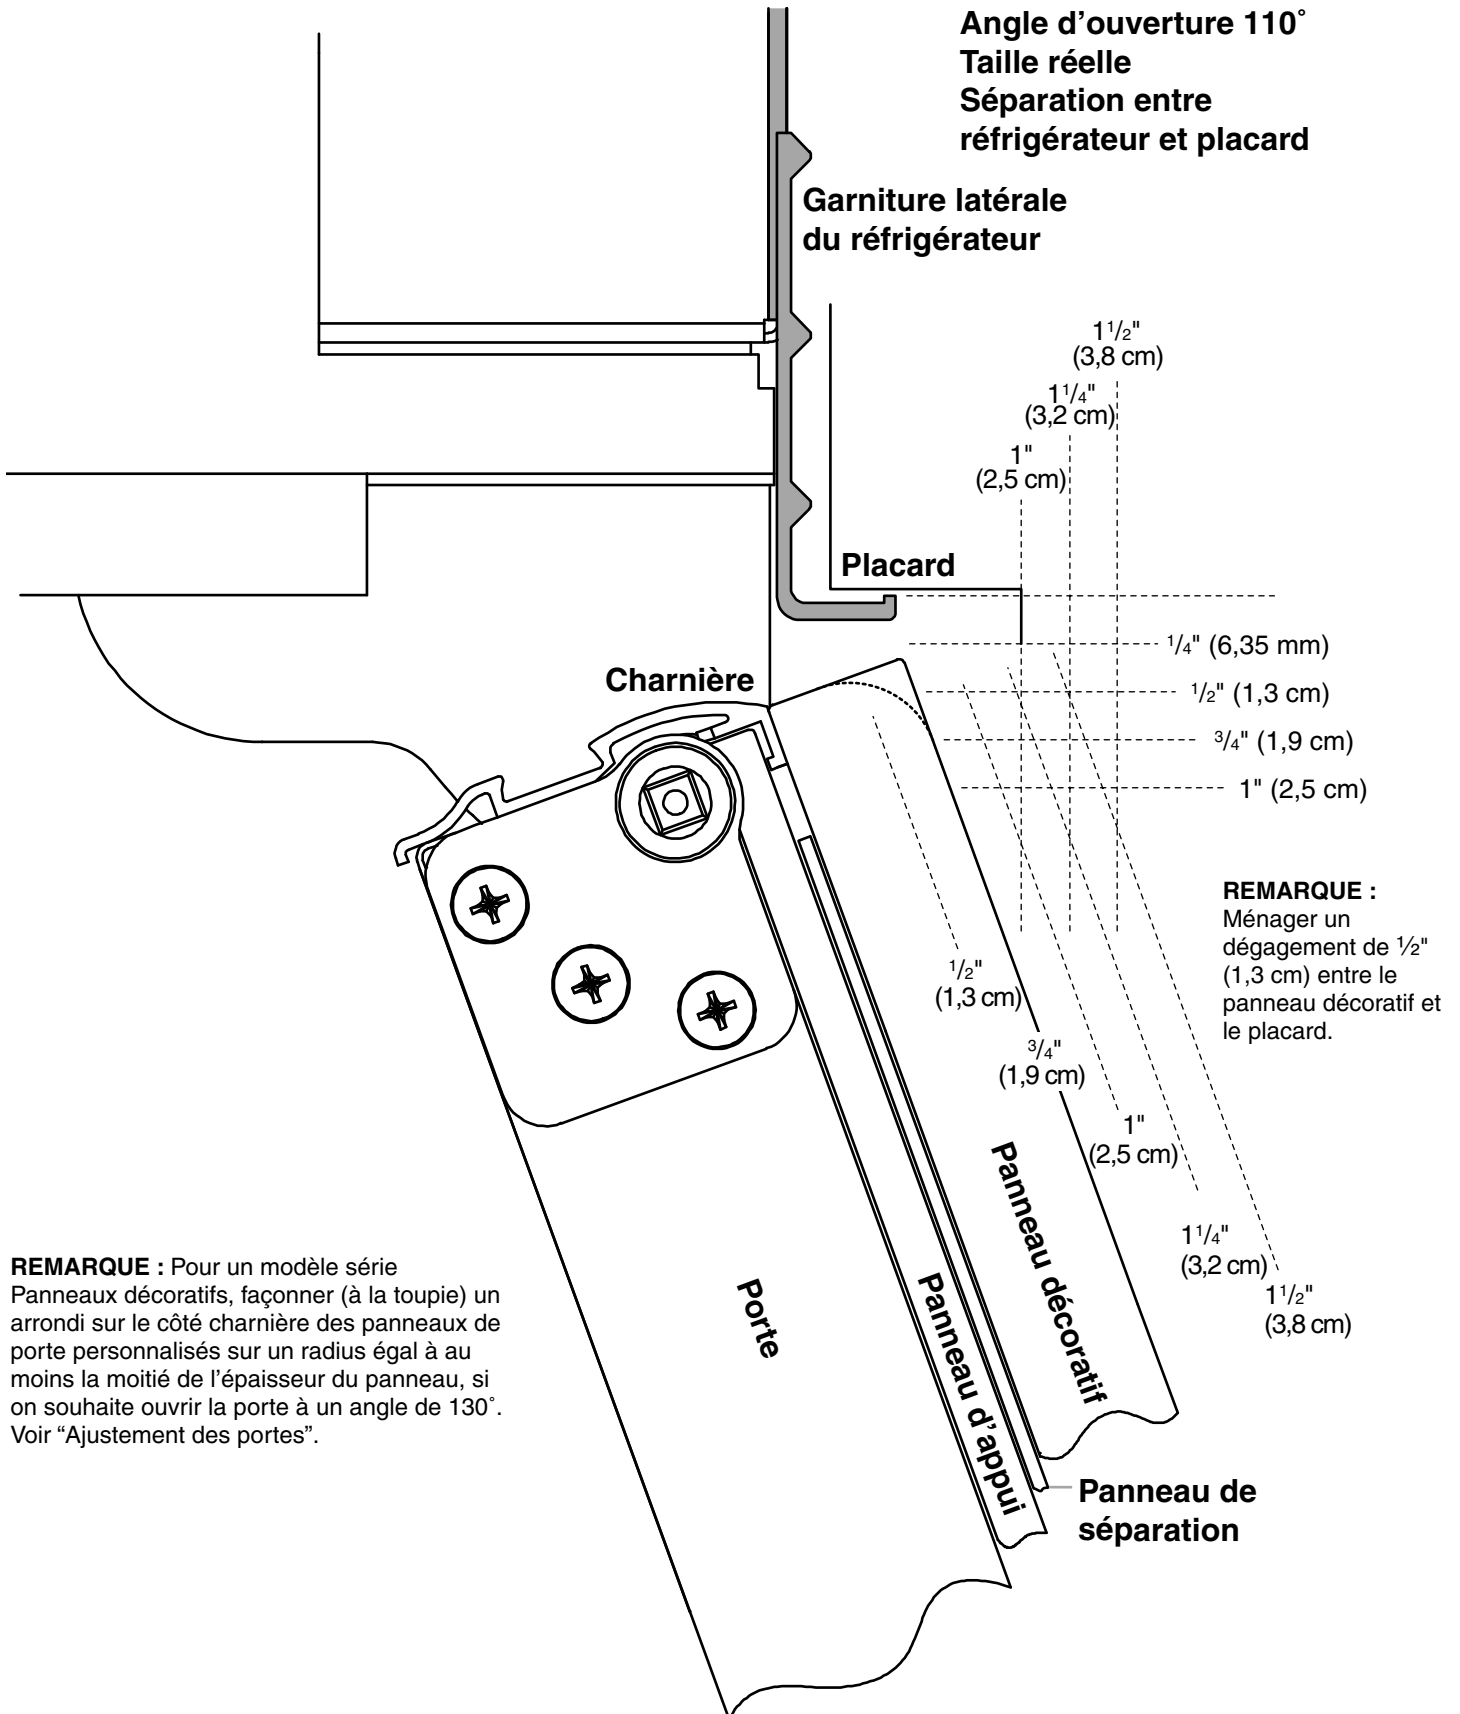 Angle d’ouverture 110˚
Taille réelle
Séparation entre
réfrigérateur et placard
Garniture latérale
du réfrigérateur
1 1/2"
(3,8 cm)
1 1/4"
(3,2 cm)
1"
(2,5 cm)
Placard
1/4" (6,35 mm)
Charnière
1/2" (1,3 cm)
3/4" (1,9 cm)
1" (2,5 cm)
REMARQUE :
Ménager un
dégagement de ½"
(1,3 cm) entre le
panneau décoratif et
le placard.
1/2"
(1,3 cm)
3/4"
(1,9 cm)
1"
(2,5 cm)
1 1/4"
(3,2 cm)
1 1/2"
(3,8 cm)
Porte
Panneau d’appui
Panneau décoratif
REMARQUE : Pour un modèle série
Panneaux décoratifs, façonner (à la toupie) un
arrondi sur le côté charnière des panneaux de
porte personnalisés sur un radius égal à au
moins la moitié de l’épaisseur du panneau, si
on souhaite ouvrir la porte à un angle de 130˚.
Voir “Ajustement des portes”.
Panneau de
séparation